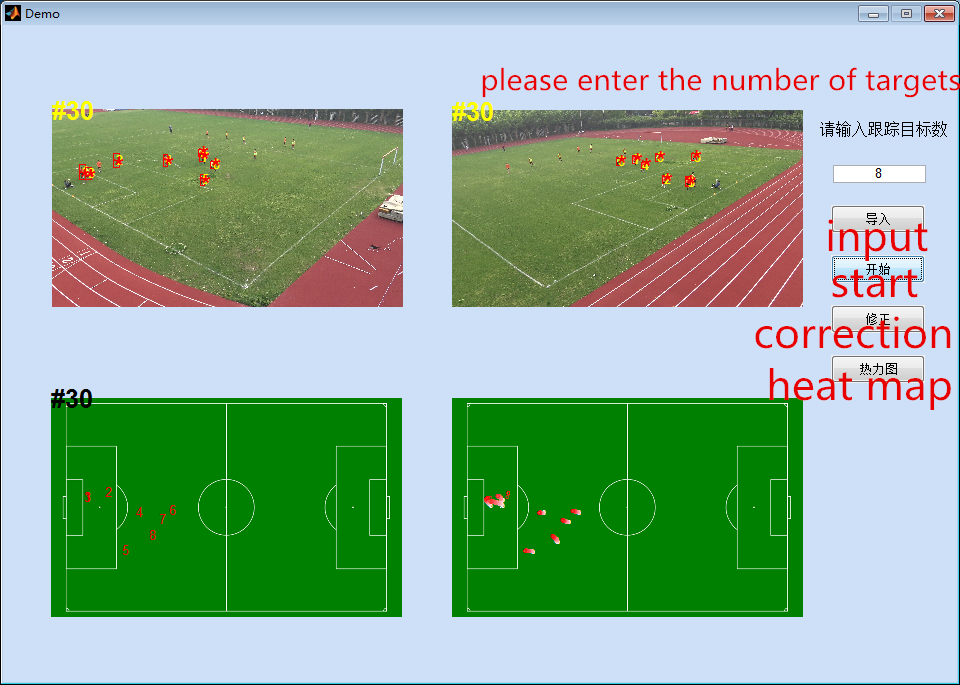 Demo
please enter the number of targets
#30
#30
请输入跟踪目标数
8
导入
input
开始
start
修正
correction
热力图
heat map
#30
3
2
4
7
6
8
5